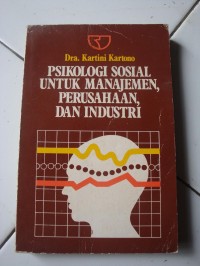 Dra. Kartini Kartono
PSIKOLOGI SOSIAL
UNTUK MANAJEMEN,
PERUSAHAAN,
DAN INDUSTRI